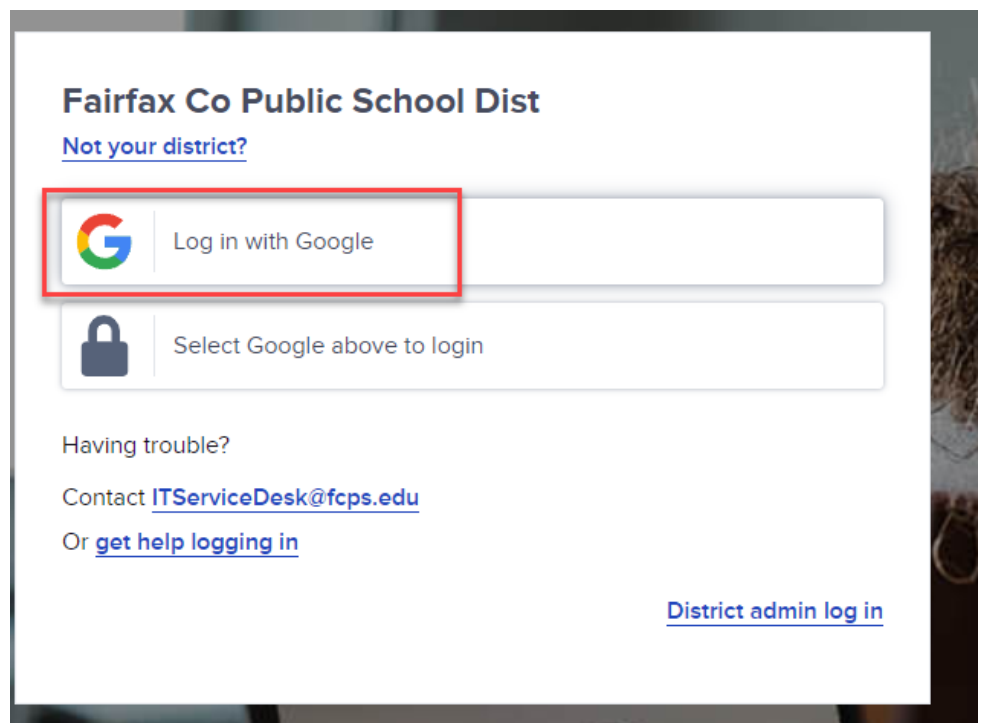 Fairfax Co Public School Dist
Not your district?
Log in with Google
Select Google above to login
Having trouble?
Contact ITServiceDesk@fcps.edu
Or get help logging in
District admin log in